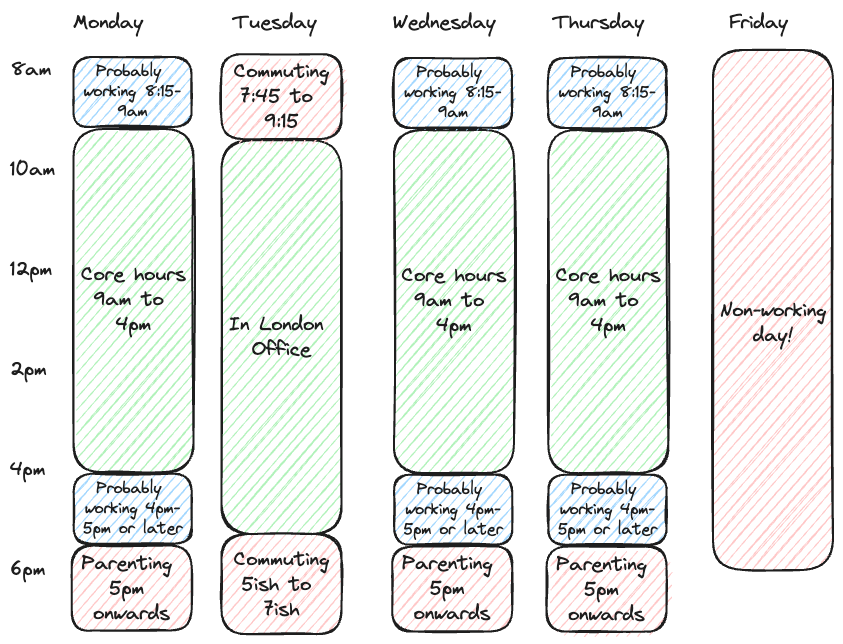 Monday Tuesday Wednesday Thursday Friday
8am
10am
12pm
2pm
4pm
6pm
Probably
working 8:15-
9am
Core hours
9am to
4pm
Probably
working 4pm-
5pm or later
Parenting
5pm
onwards
Commuting
7:45 to
9:15
In London
Office
Commuting
5ish to
7ish
Probably
working 8:15-
9am
Core hours
9am to
4pm
Probably
working 4pm-
5pm or later
Parenting
5pm
onwards
Probably
working 8:15-
9am
Core hours
9am to
4pm
Probably
working 4pm-
5pm or later
Parenting
5pm
onwards
Non-working
day!